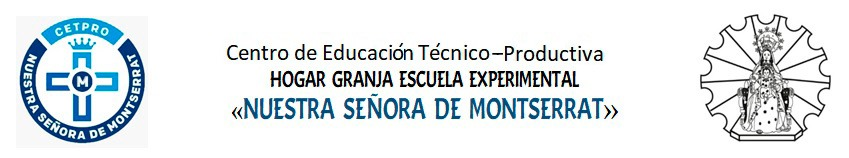 CETPRO
NUESTRA SEÑORA DE MONTSERRAT
M
Centro de Educación Técnico–Productiva
HOGAR GRANJA ESCUELA EXPERIMENTAL
«NUESTRA SEÑORA DE MONTSERRAT»